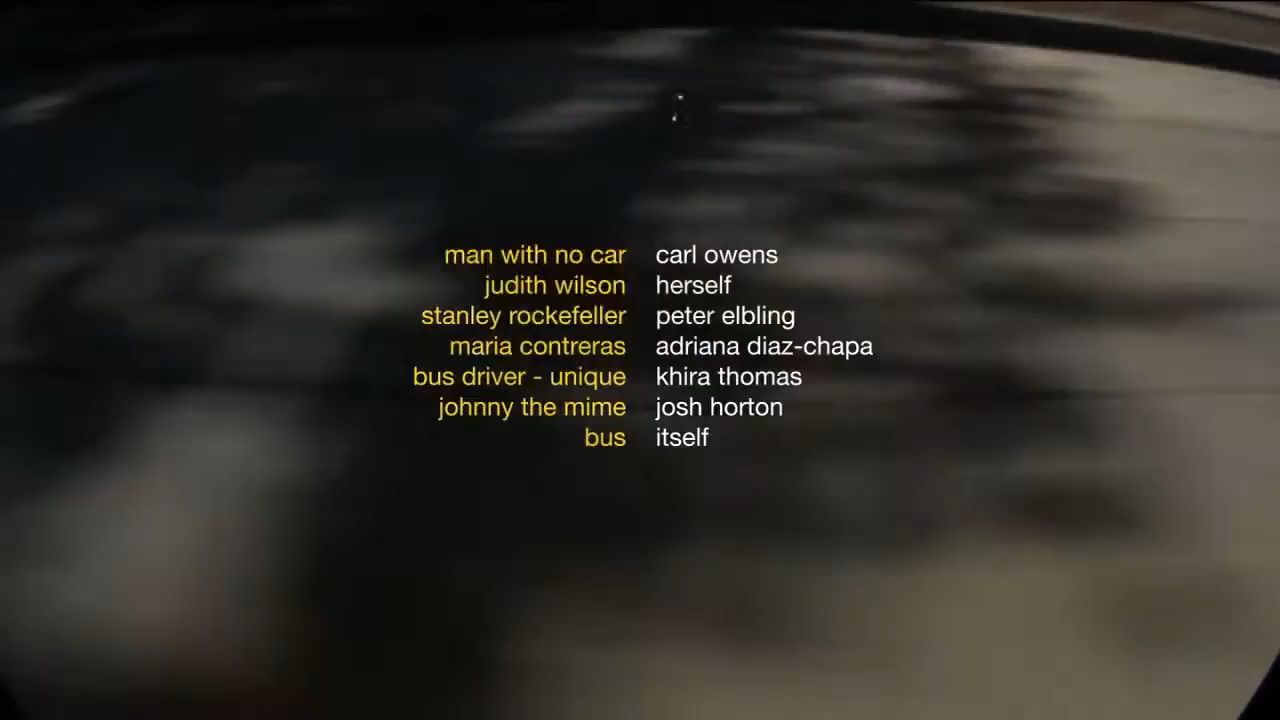 man with no car carl owens
judith wilson herself
stanley rockefeller peter elbling
maria contreras adriana diaz-chapa
bus driver - unique khira thomas
johnny the mime josh horton
bus itself